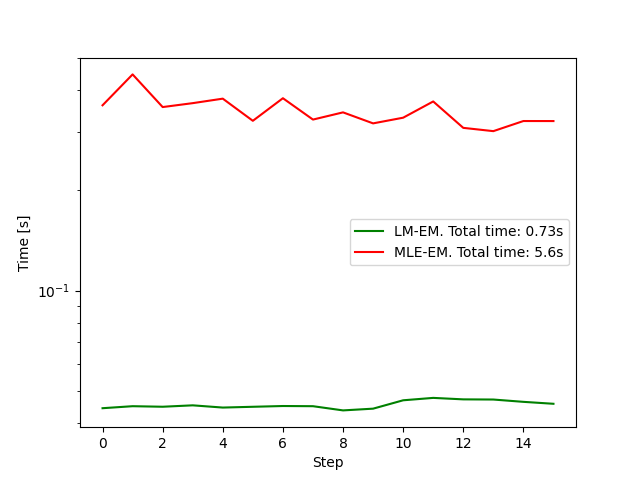 Time [s]
10⁻¹
LM-EM. Total time: 0.73s
MLE-EM. Total time: 5.6s
0 2 4 6 8 10 12 14
Step